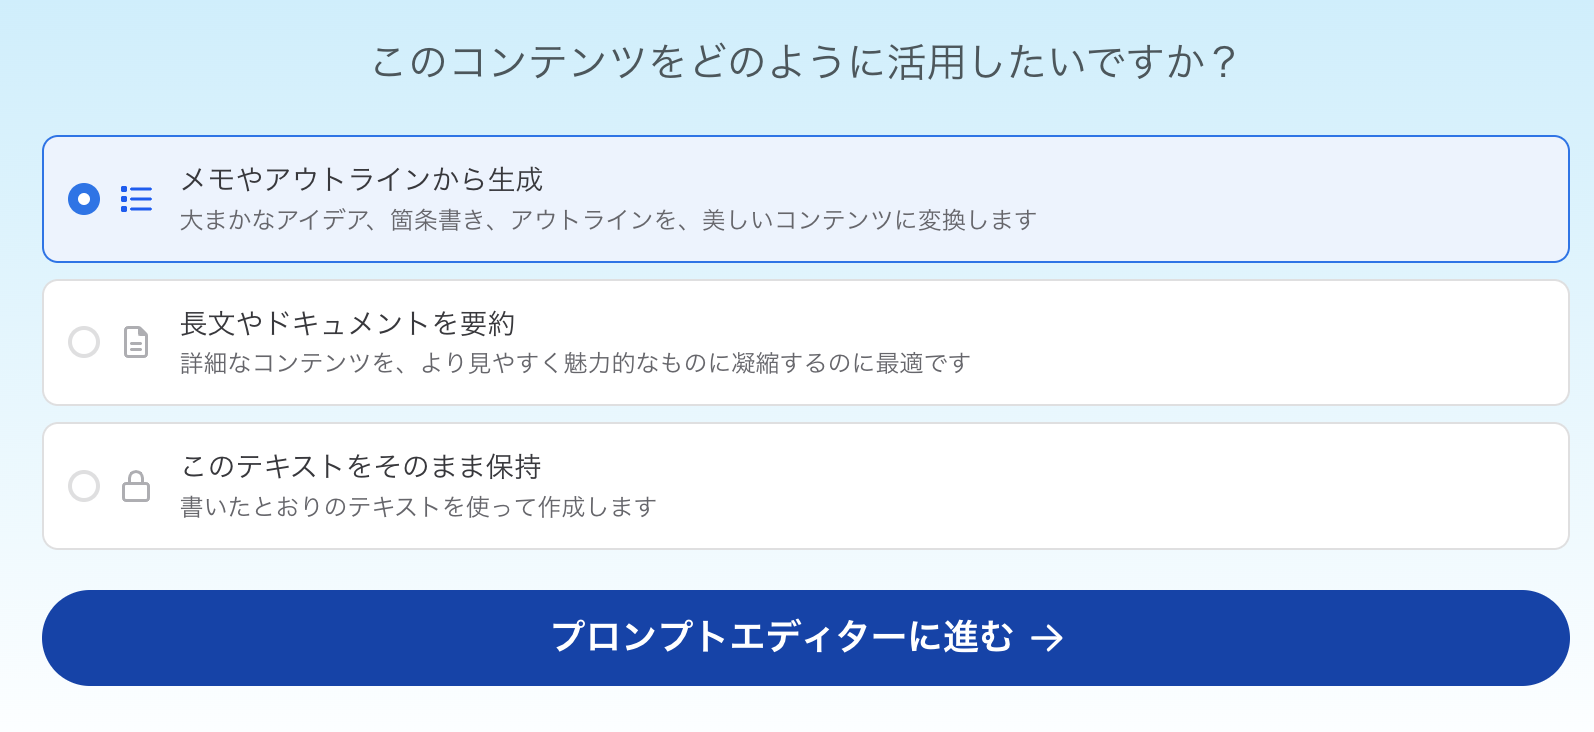 このコンテンツをどのように活用したいですか？
メモやアウトラインから生成
大まかなアイデア、箇条書き、アウトラインを、美しいコンテンツに変換します
長文やドキュメントを要約
詳細なコンテンツを、より見やすく魅力的なものに凝縮するのに最適です
このテキストをそのまま保持
書いたとおりのテキストを使って作成します
プロンプトエディターに進む →